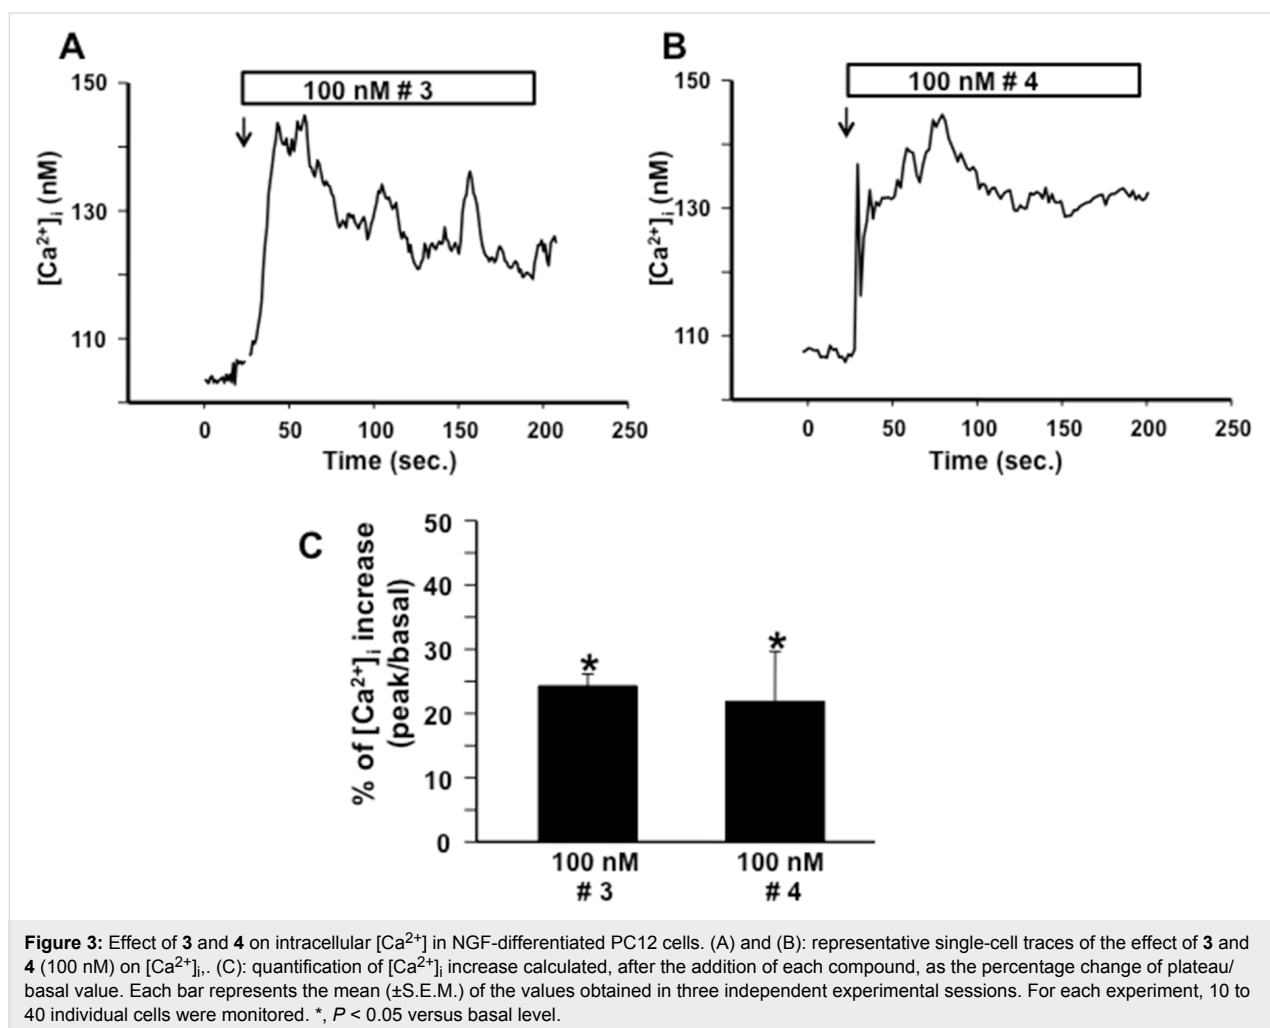 A
B
100 nM # 3
100 nM # 4
150
130
110
[Ca²⁺]ᵢ (nM)
0 50 100 150 200 250
Time (sec.)
150
130
110
[Ca²⁺]ᵢ (nM)
0 50 100 150 200 250
Time (sec.)
C
% of [Ca²⁺]ᵢ increase
(peak/basal)
50
40
30
20
10
0
*
*
100 nM
# 3
100 nM
# 4
Figure 3: Effect of 3 and 4 on intracellular [Ca²⁺] in NGF-differentiated PC12 cells. (A) and (B): representative single-cell traces of the effect of 3 and
4 (100 nM) on [Ca²⁺]ᵢ,. (C): quantification of [Ca²⁺]ᵢ increase calculated, after the addition of each compound, as the percentage change of plateau/
basal value. Each bar represents the mean (±S.E.M.) of the values obtained in three independent experimental sessions. For each experiment, 10 to
40 individual cells were monitored. *, P < 0.05 versus basal level.